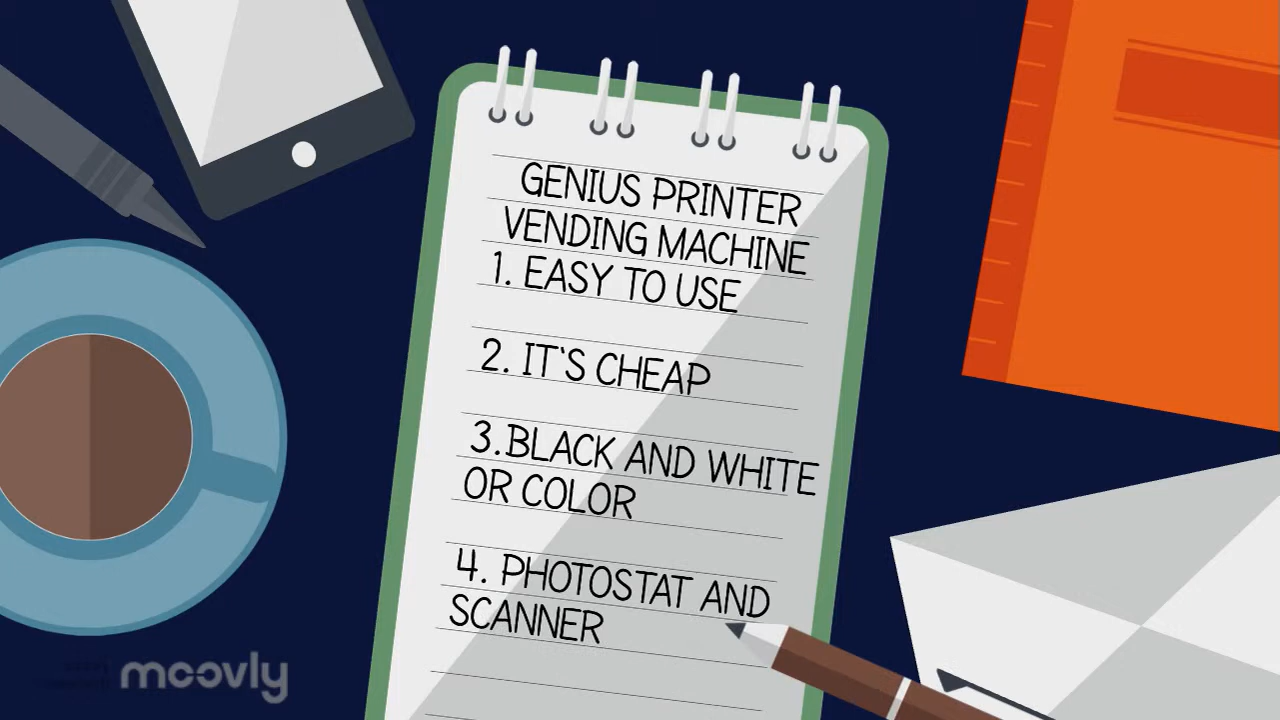 GENIUS PRINTER
VENDING MACHINE
1. EASY TO USE
2. IT'S CHEAP
3.BLACK AND WHITE
OR COLOR
4. PHOTOSTAT AND
SCANNER
moovly